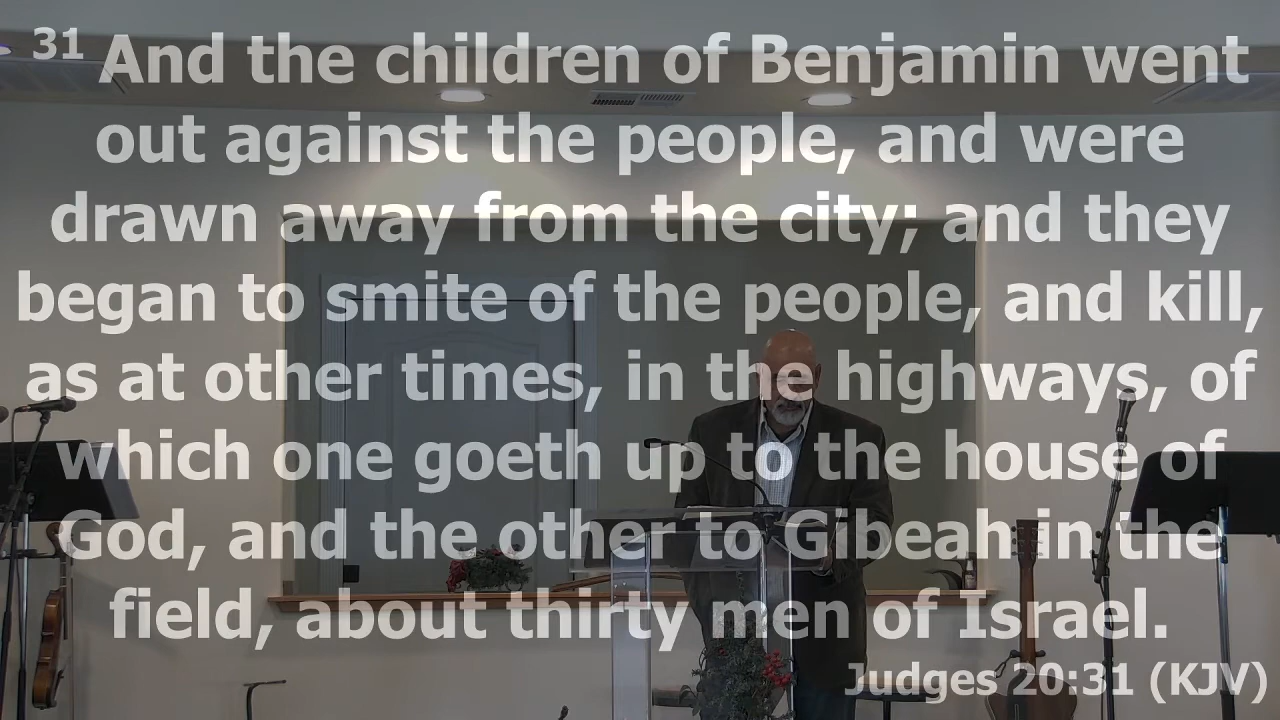 31 And the children of Benjamin went
out against the people, and were
drawn away from the city; and they
began to smite of the people, and kill,
as at other times, in the highways, of
which one goeth up to the house of
God, and the other to Gibeah in the
field, about thirty men of Israel.
Judges 20:31 (KJV)